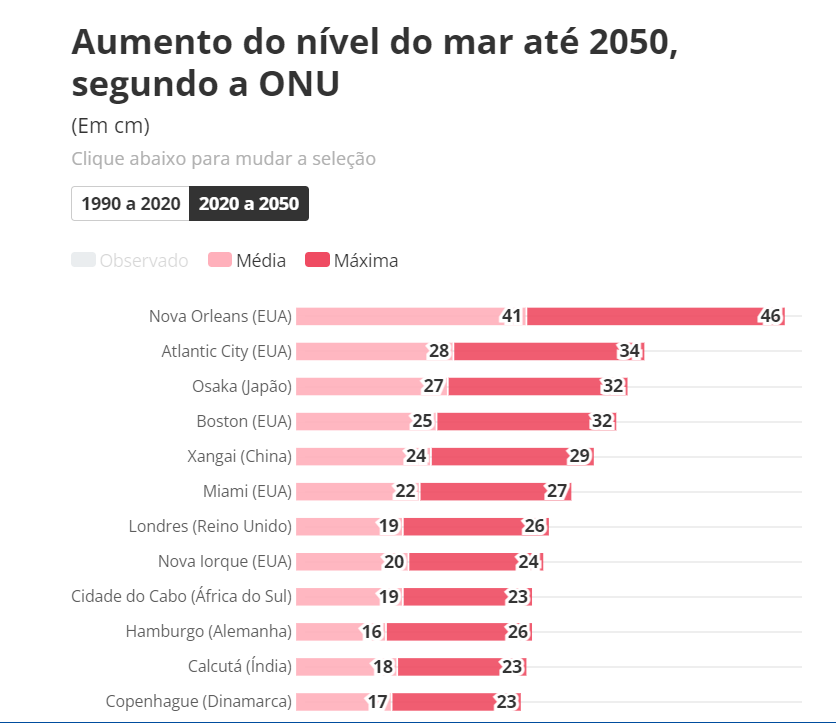 Aumento do nível do mar até 2050,
segundo a ONU
(Em cm)
Clique abaixo para mudar a seleção
1990 a 2020 2020 a 2050
Observado Média Máxima
Nova Orleans (EUA) 41 46
Atlantic City (EUA) 28 34
Osaka (Japão) 27 32
Boston (EUA) 25 32
Xangai (China) 24 29
Miami (EUA) 22 27
Londres (Reino Unido) 19 26
Nova Iorque (EUA) 20 24
Cidade do Cabo (África do Sul) 19 23
Hamburgo (Alemanha) 16 26
Calcutá (Índia) 18 23
Copenhague (Dinamarca) 17 23